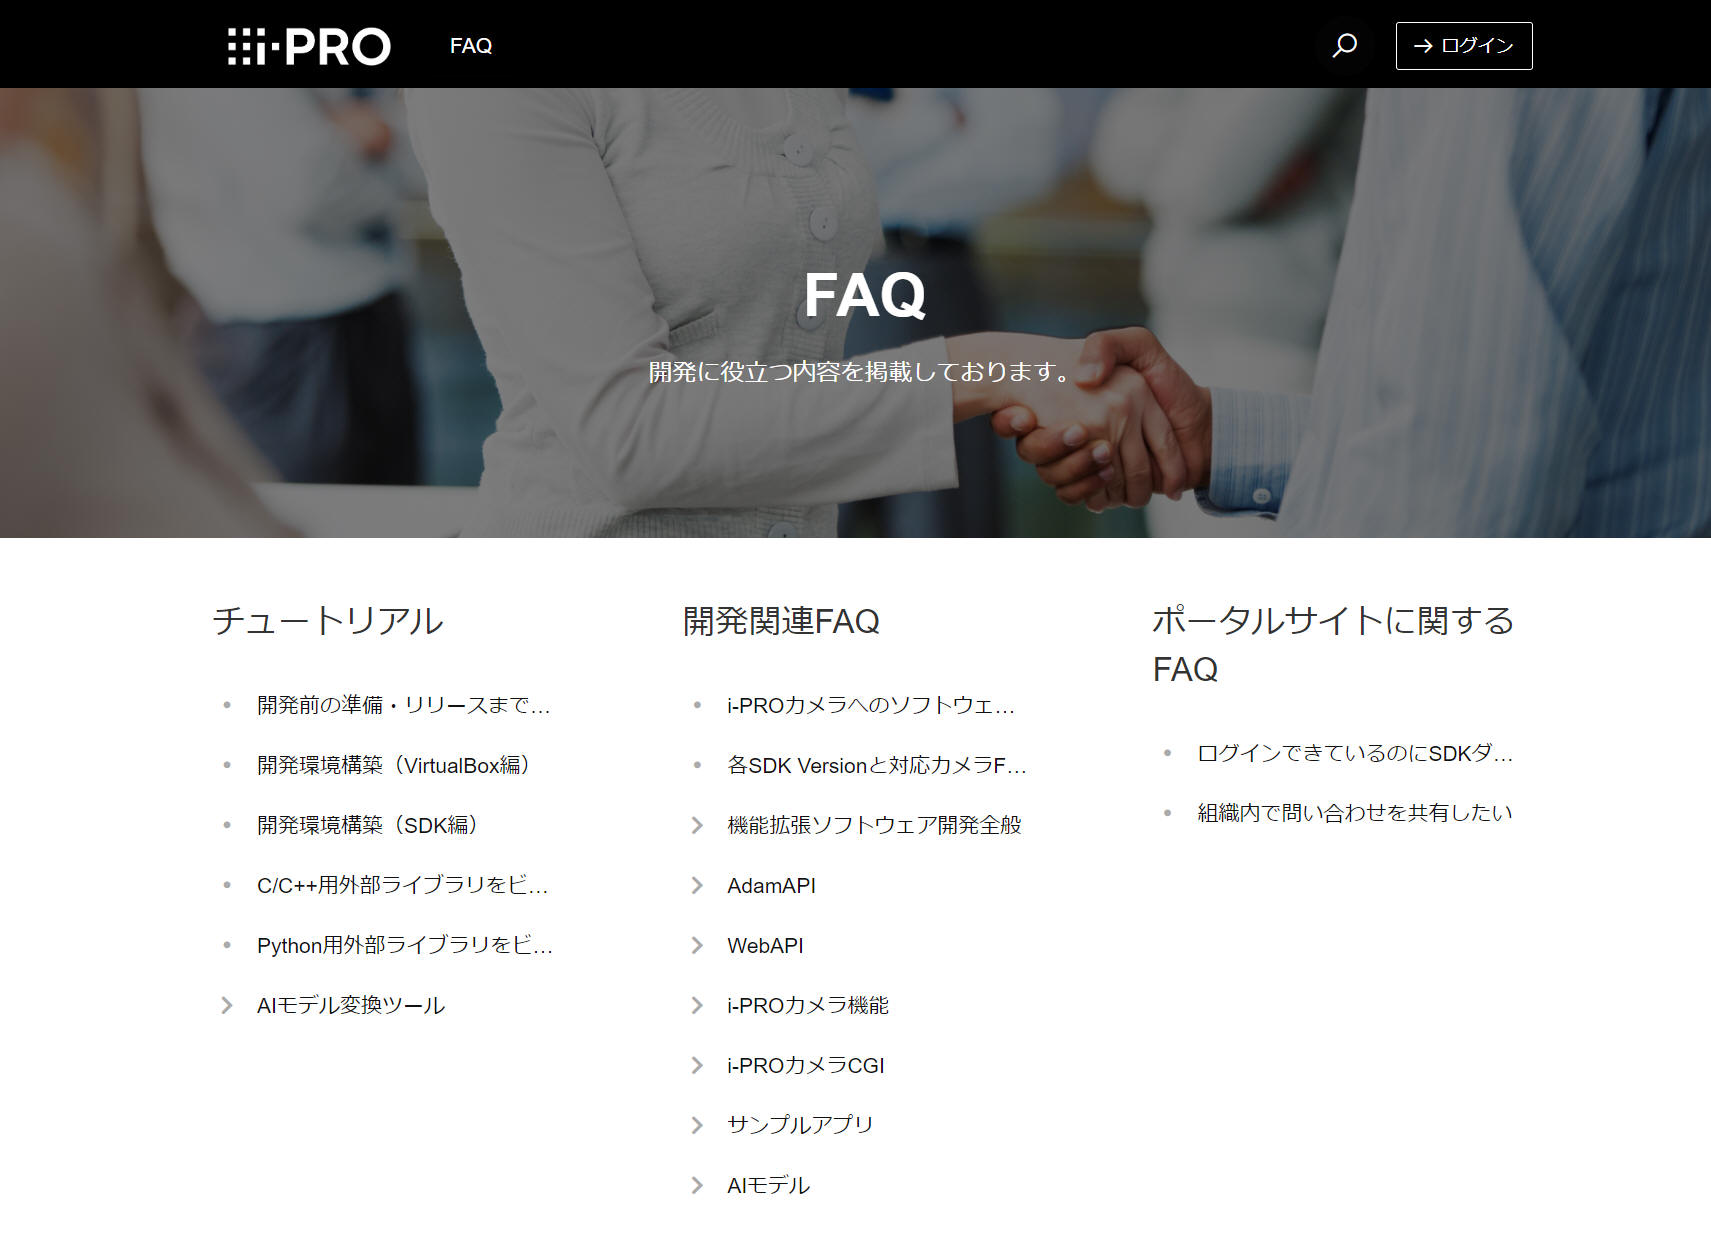 i-PRO
FAQ
ログイン
FAQ
開発に役立つ内容を掲載しております。
チュートリアル
開発前の準備・リリースまで…
開発環境構築（VirtualBox編）
開発環境構築（SDK編）
C/C++用外部ライブラリをビ…
Python用外部ライブラリをビ…
AIモデル変換ツール
開発関連FAQ
i-PROカメラへのソフトウェ…
各SDK Versionと対応カメラF…
機能拡張ソフトウェア開発全般
AdamAPI
WebAPI
i-PROカメラ機能
i-PROカメラCGI
サンプルアプリ
AIモデル
ポータルサイトに関する
FAQ
ログインできているのにSDKダ…
組織内で問い合わせを共有したい